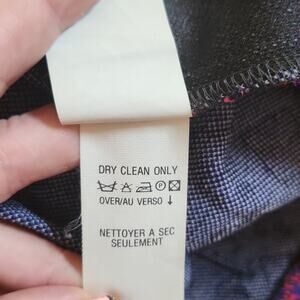 DRY CLEAN ONLY
OVER/AU VERSO ↓
NETTOYER A SEC
SEULEMENT